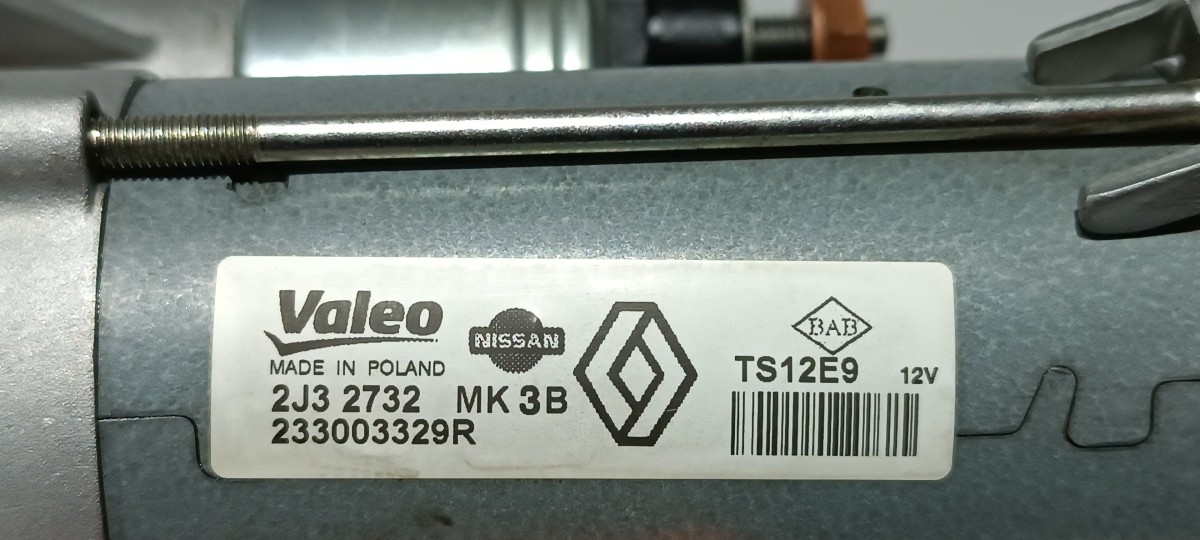 Valeo
MADE IN POLAND
NISSAN
2J3 2732 MK 3B
233003329R
BAB
TS12E9 12V